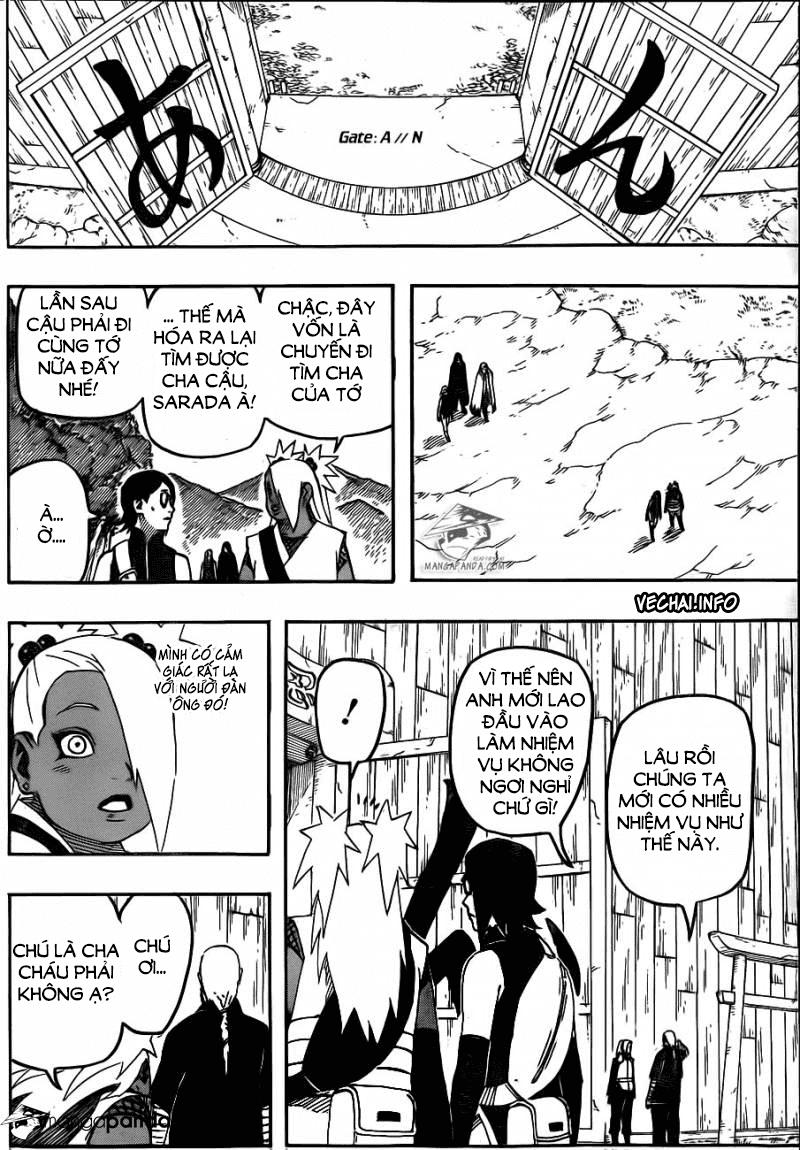 あ
ん
Gate: A // N
CHẬC, ĐÂY
VỐN LÀ
CHUYẾN ĐI
TÌM CHA
CỦA TỚ
... THẾ MÀ
HÓA RA LẠI
TÌM ĐƯỢC
CHA CẬU,
SARADA À!
LẦN SAU
CẬU PHẢI ĐI
CÙNG TỚ
NỮA ĐẤY
NHÉ!
À...
Ờ....
MANGAPANDA.COM
VECHAI.INFO
LÂU RỒI
CHÚNG TA
MỚI CÓ NHIỀU
NHIỆM VỤ NHƯ
THẾ NÀY.
VÌ THẾ NÊN
ANH MỚI LAO
ĐẦU VÀO
LÀM NHIỆM
VỤ KHÔNG
NGƠI NGHỈ
CHỨ GÌ!
!
MÌNH CÓ CẢM
GIÁC RẤT LẠ
VỚI NGƯỜI ĐÀN
ÔNG ĐÓ!
CHÚ
ƠI...
CHÚ LÀ CHA
CHÁU PHẢI
KHÔNG Ạ?
mangapanda